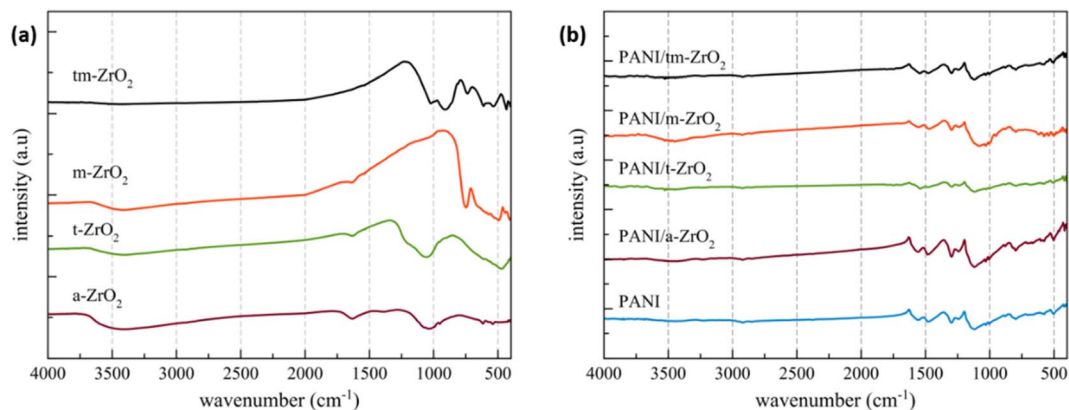 (a)
intensity (a.u)
tm-ZrO₂
m-ZrO₂
t-ZrO₂
a-ZrO₂
4000 3500 3000 2500 2000 1500 1000 500
wavenumber (cm⁻¹)
(b)
intensity (a.u)
PANI/tm-ZrO₂
PANI/m-ZrO₂
PANI/t-ZrO₂
PANI/a-ZrO₂
PANI
4000 3500 3000 2500 2000 1500 1000 500
wavenumber (cm⁻¹)